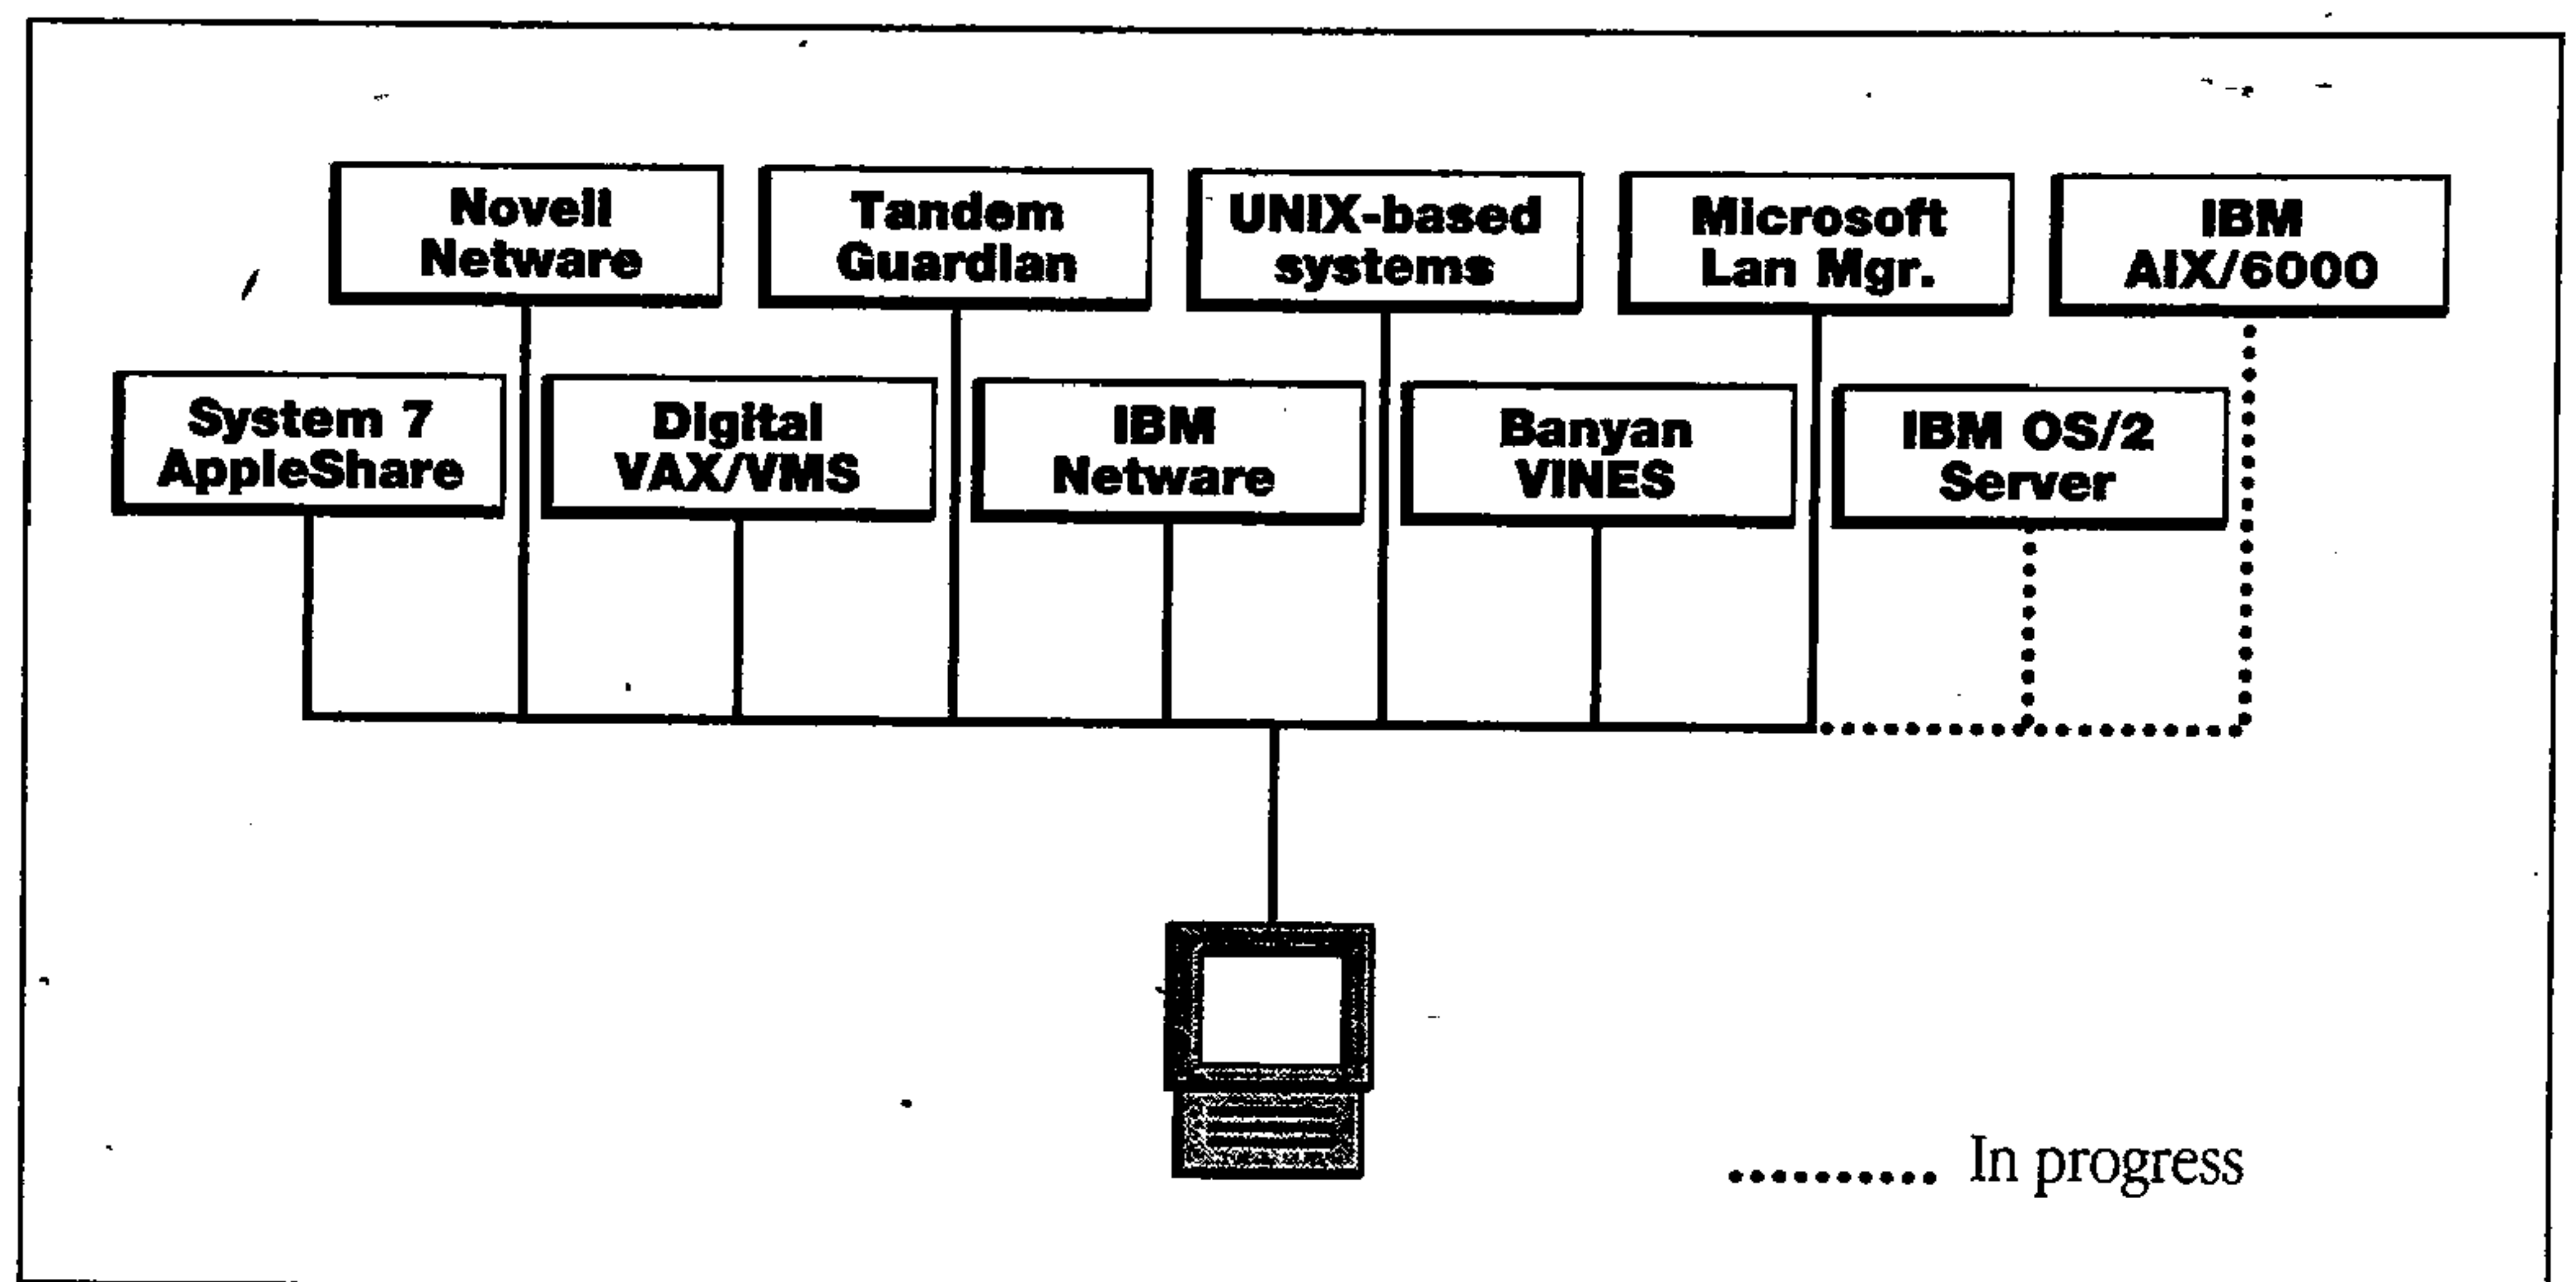 Novell
Netware
Tandem
Guardian
UNIX-based
systems
Microsoft
Lan Mgr.
IBM
AIX/6000
System 7
AppleShare
Digital
VAX/VMS
IBM
Netware
Banyan
VINES
IBM OS/2
Server
In progress